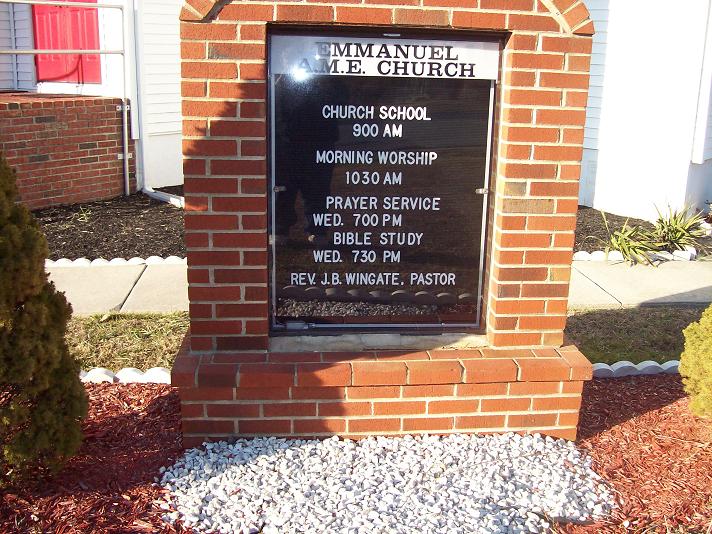 EMMANUEL
A.M.E. CHURCH
CHURCH SCHOOL
900 AM
MORNING WORSHIP
1030 AM
PRAYER SERVICE
WED. 700 PM
BIBLE STUDY
WED. 730 PM
REV. J.B. WINGATE, PASTOR